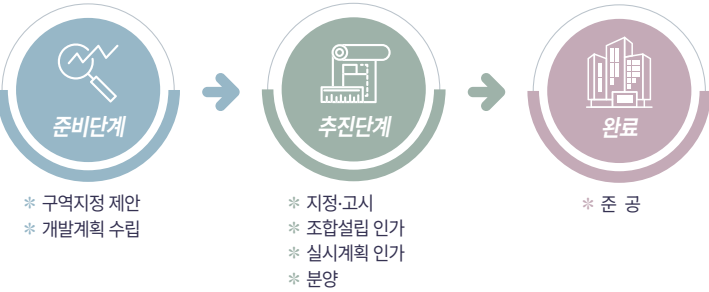 준비단계
* 구역지정 제안
* 개발계획 수립
추진단계
* 지정·고시
* 조합설립 인가
* 실시계획 인가
* 분양
완료
* 준 공